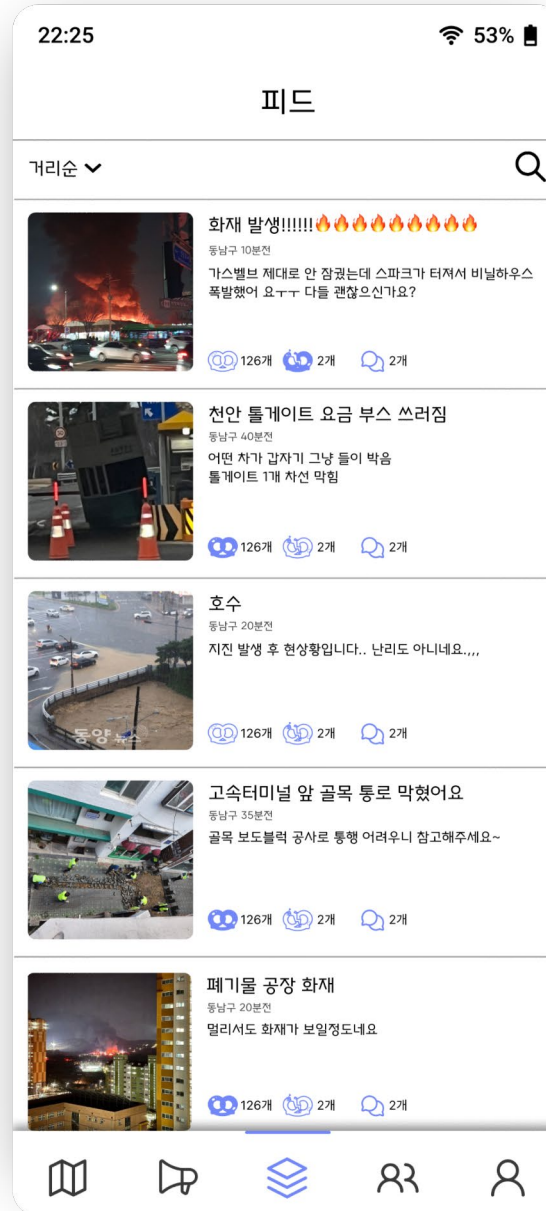 22:25
53%
피드
거리순
화재 발생!!!!!!🔥🔥🔥🔥🔥🔥🔥🔥🔥
동남구 10분전
가스벨브 제대로 안 잠궜는데 스파크가 터져서 비닐하우스
폭발했어 요ㅜㅜ 다들 괜찮으신가요?
126개 2개 2개
천안 톨게이트 요금 부스 쓰러짐
동남구 40분전
어떤 차가 갑자기 그냥 들이 박음
톨게이트 1개 차선 막힘
126개 2개 2개
호수
동남구 20분전
지진 발생 후 현상황입니다.. 난리도 아니네요.,,,
동양뉴스
126개 2개 2개
고속터미널 앞 골목 통로 막혔어요
동남구 35분전
골목 보도블럭 공사로 통행 어려우니 참고해주세요~
126개 2개 2개
폐기물 공장 화재
동남구 20분전
멀리서도 화재가 보일정도네요
126개 2개 2개